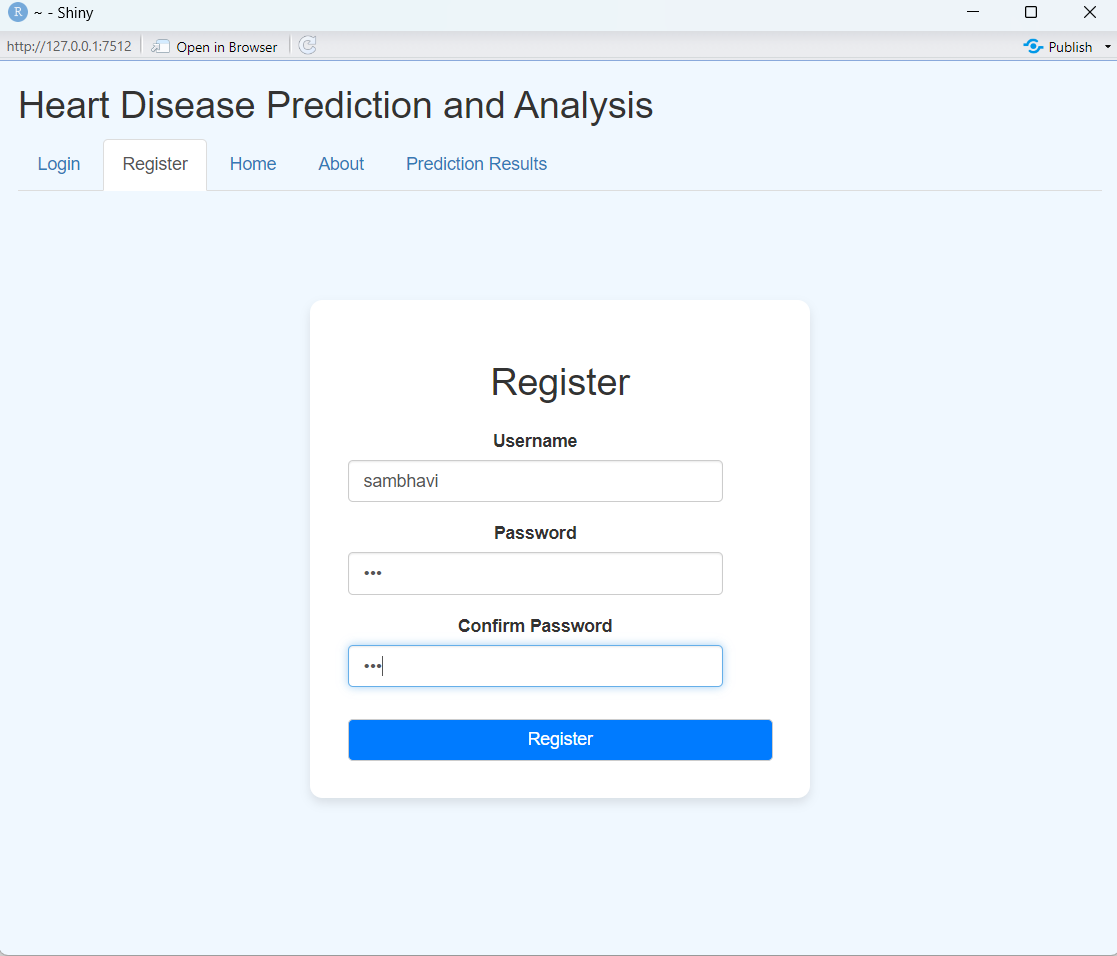 R ~ - Shiny
http://127.0.0.1:7512 Open in Browser Publish
Heart Disease Prediction and Analysis
Login Register Home About Prediction Results
Register
Username
sambhavi
Password
•••
Confirm Password
•••
Register